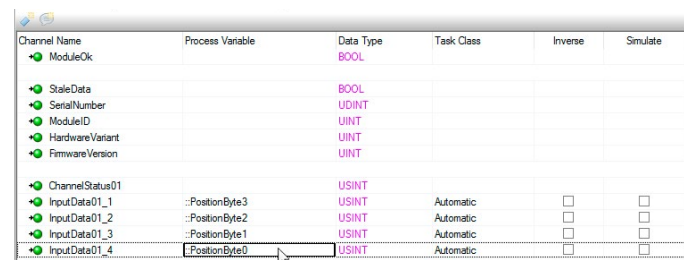 Channel Name Process Variable Data Type Task Class Inverse Simulate
ModuleOk BOOL
StaleData BOOL
SerialNumber UDINT
ModuleID UINT
HardwareVariant UINT
FirmwareVersion UINT
ChannelStatus01 USINT
InputData01_1 ::PositionByte3 USINT Automatic
InputData01_2 ::PositionByte2 USINT Automatic
InputData01_3 ::PositionByte1 USINT Automatic
InputData01_4 ::PositionByte0 USINT Automatic